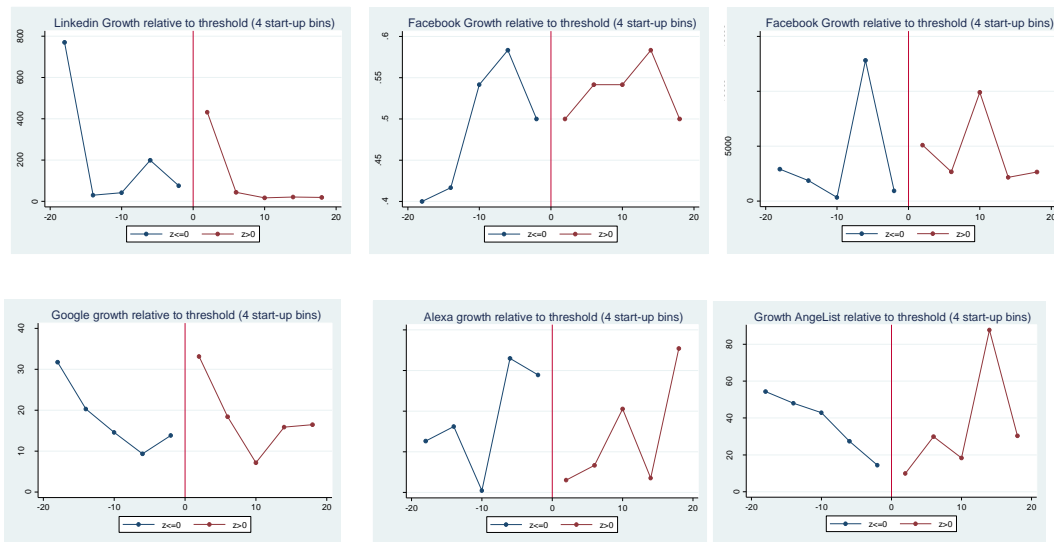 Linkedin Growth relative to threshold (4 start-up bins)
800
600
400
200
0
-20 -10 0 10 20
z<=0 z>0
Facebook Growth relative to threshold (4 start-up bins)
.6
.55
.5
.45
.4
-20 -10 0 10 20
z<=0 z>0
Facebook Growth relative to threshold (4 start-up bins)
5000
0
-20 -10 0 10 20
z<=0 z>0
Google growth relative to threshold (4 start-up bins)
40
30
20
10
0
-20 -10 0 10 20
z<=0 z>0
Alexa growth relative to threshold (4 start-up bins)
-20 -10 0 10 20
z<=0 z>0
Growth AngeList relative to threshold (4 start-up bins)
80
60
40
20
0
-20 -10 0 10 20
z<=0 z>0